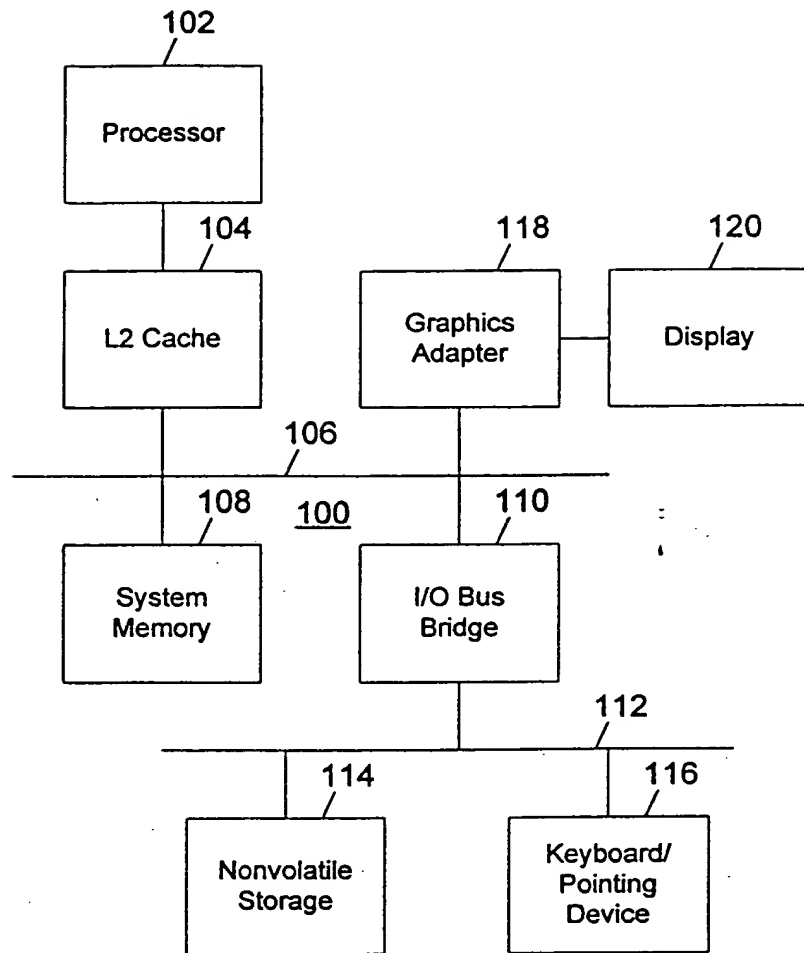 102
Processor
104
L2 Cache
118
Graphics
Adapter
120
Display
106
100
108
System
Memory
110
I/O Bus
Bridge
112
114
Nonvolatile
Storage
116
Keyboard/
Pointing
Device